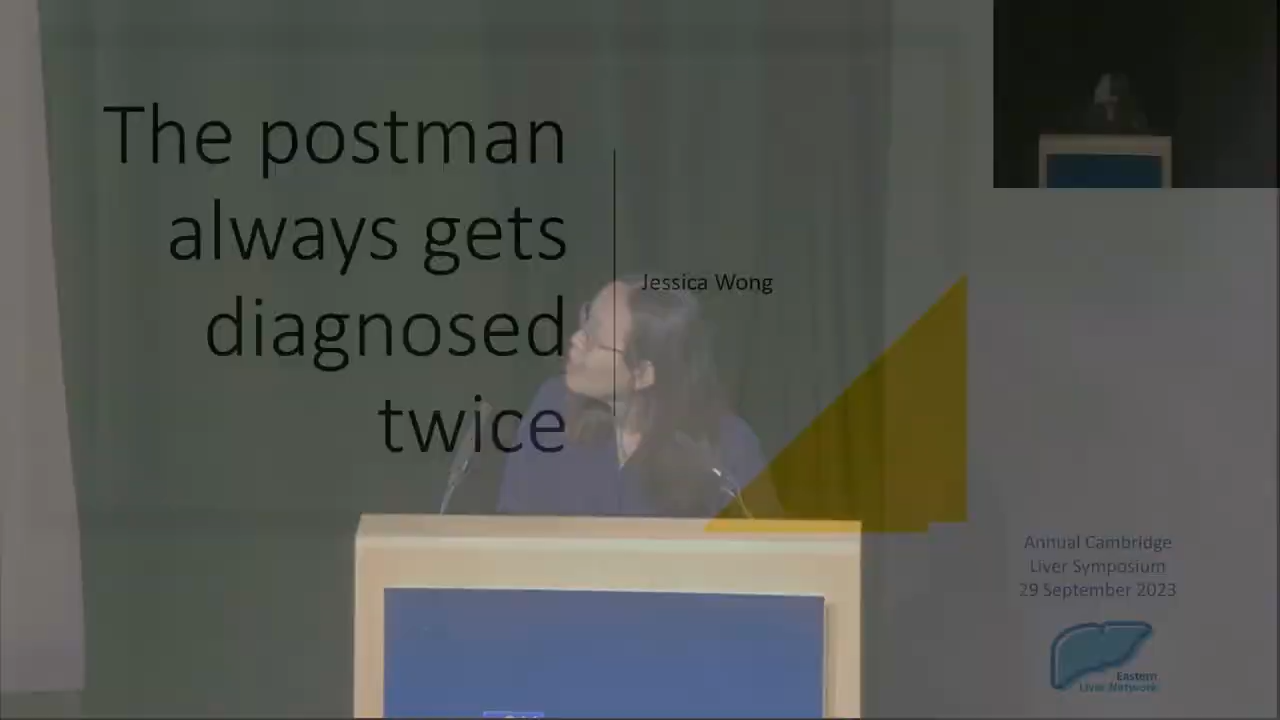 The postman
always gets
diagnosed
twice
Jessica Wong
Annual Cambridge
Liver Symposium
29 September 2023
Eastern
Liver Network